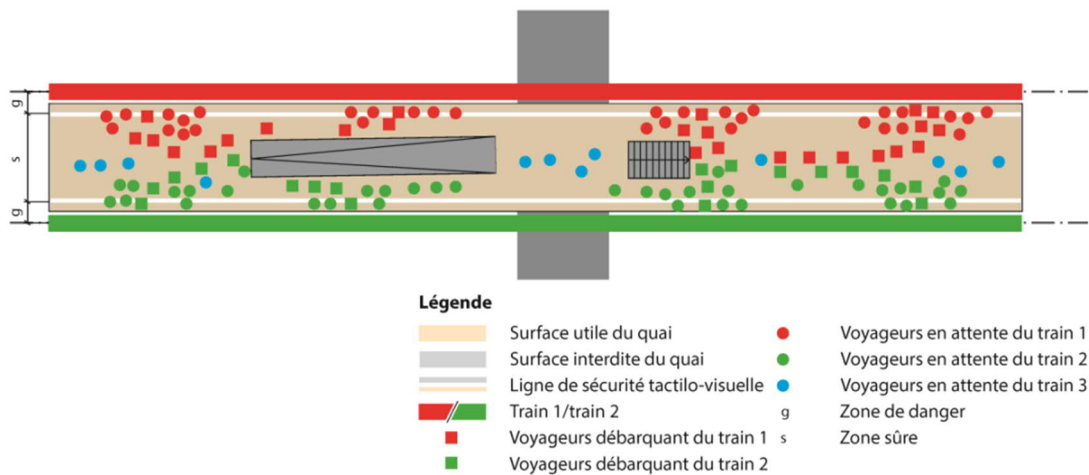 g
s
g
Légende
Surface utile du quai
Surface interdite du quai
Ligne de sécurité tactilo-visuelle
Train 1/train 2
Voyageurs débarquant du train 1
Voyageurs débarquant du train 2
Voyageurs en attente du train 1
Voyageurs en attente du train 2
Voyageurs en attente du train 3
g Zone de danger
s Zone sûre